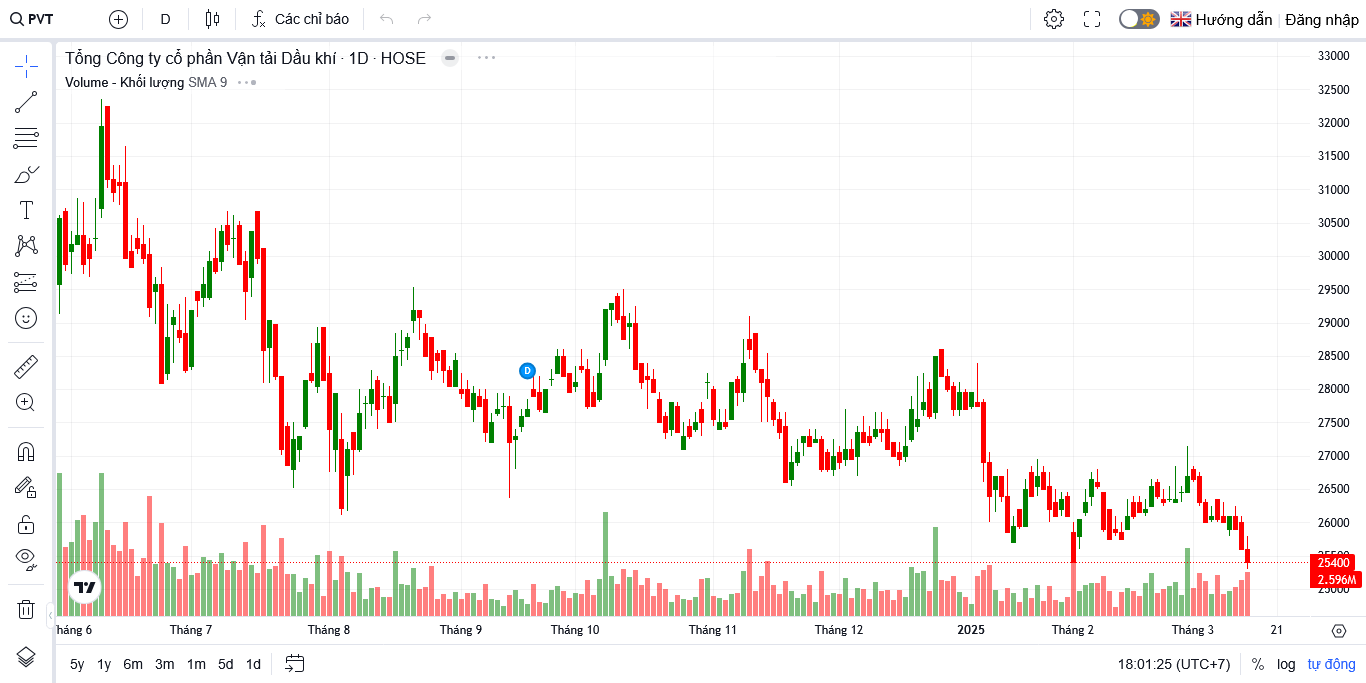 PVT D Các chỉ báo Hướng dẫn Đăng nhập
Tổng Công ty cổ phần Vận tải Dầu khí · 1D · HOSE
Volume - Khối lượng SMA 9
D
33000
32500
32000
31500
31000
30500
30000
29500
29000
28500
28000
27500
27000
26500
26000
25400
2.596M
25000
háng 6 Tháng 7 Tháng 8 Tháng 9 Tháng 10 Tháng 11 Tháng 12 2025 Tháng 2 Tháng 3 21
5y 1y 6m 3m 1m 5d 1d 18:01:25 (UTC+7) % log tự động